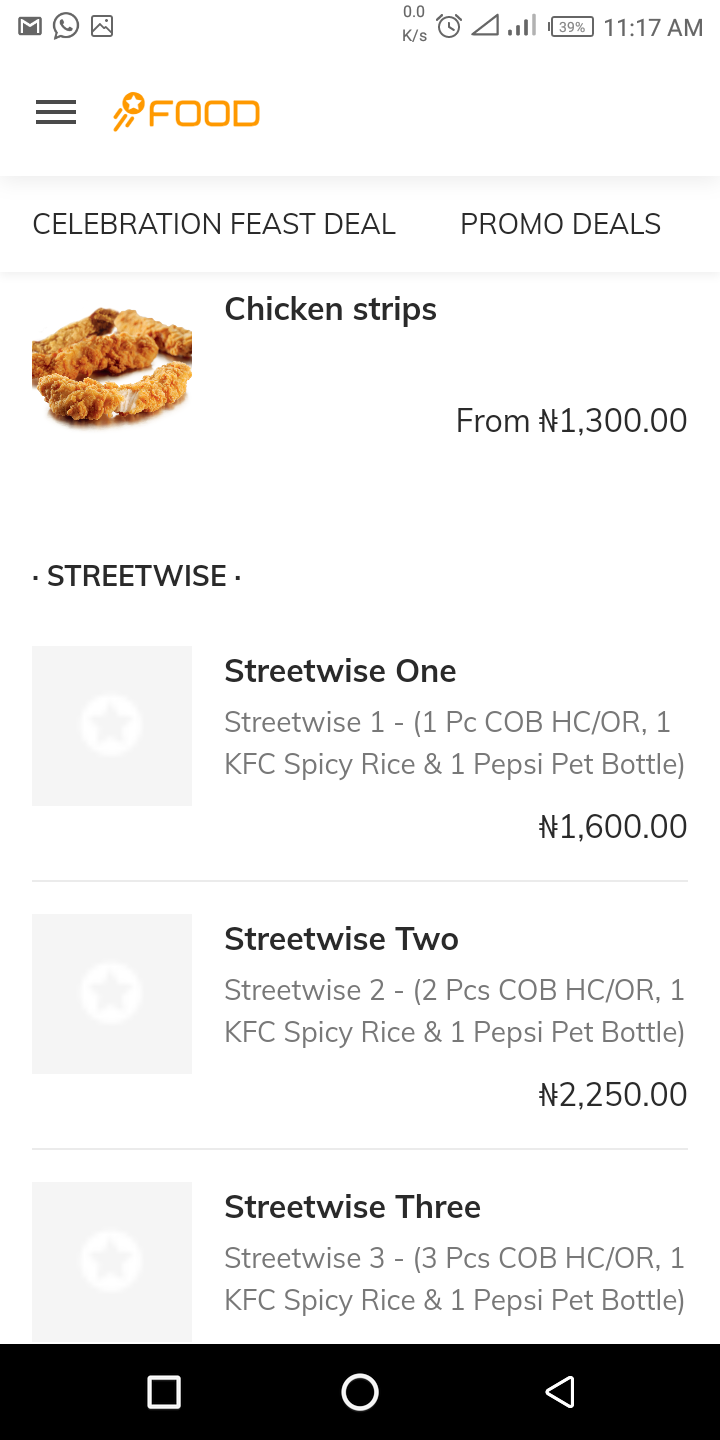 0.0
K/s
39%
11:17 AM
FOOD
CELEBRATION FEAST DEAL
PROMO DEALS
Chicken strips
From ₦1,300.00
· STREETWISE ·
Streetwise One
Streetwise 1 - (1 Pc COB HC/OR, 1
KFC Spicy Rice & 1 Pepsi Pet Bottle)
₦1,600.00
Streetwise Two
Streetwise 2 - (2 Pcs COB HC/OR, 1
KFC Spicy Rice & 1 Pepsi Pet Bottle)
₦2,250.00
Streetwise Three
Streetwise 3 - (3 Pcs COB HC/OR, 1
KFC Spicy Rice & 1 Pepsi Pet Bottle)